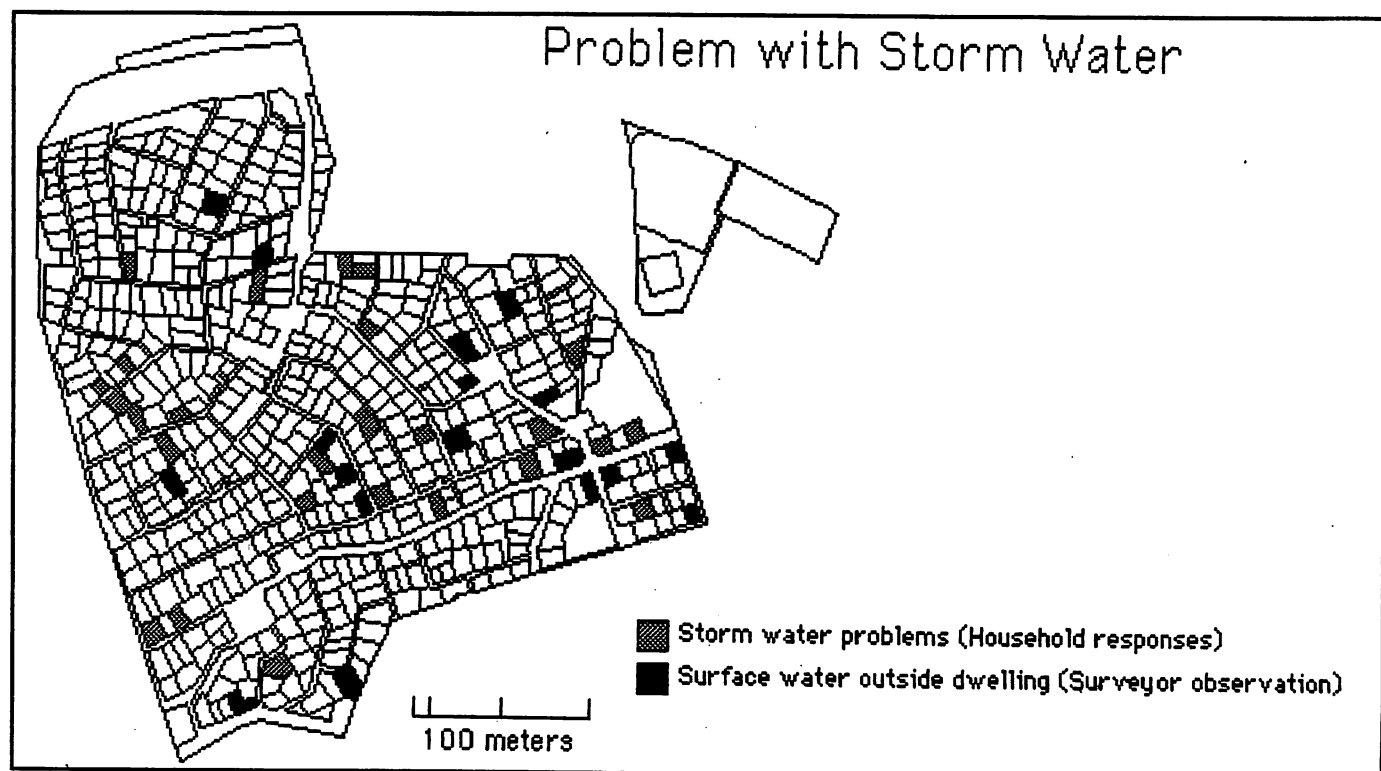 Problem with Storm Water
Storm water problems (Household responses)
Surface water outside dwelling (Surveyor observation)
100 meters